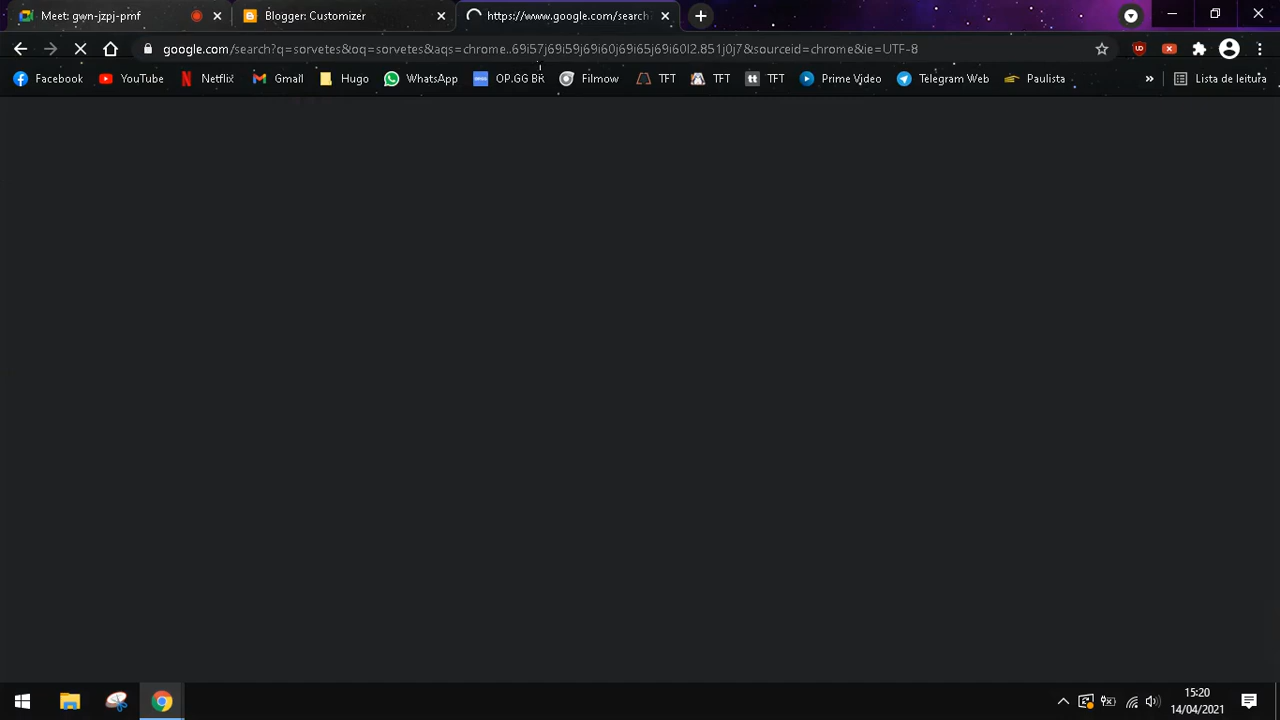 Meet: gwn-jzpj-pmf
Blogger: Customizer
https://www.google.com/search
google.com/search?q=sorvetes&oq=sorvetes&aqs=chrome..69i57j69i59j69i60j69i65j69i60l2.851j0j7&sourceid=chrome&ie=UTF-8
Facebook YouTube Netflix Gmail Hugo WhatsApp OP.GG BR Filmow TFT TFT TFT Prime Video Telegram Web Paulista » Lista de leitura
15:20
14/04/2021